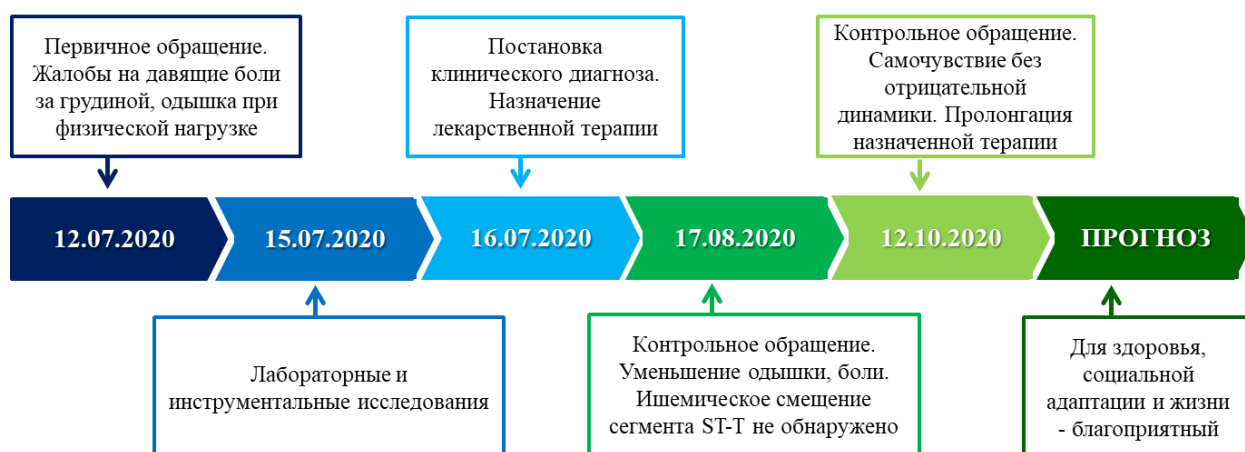 Первичное обращение.
Жалобы на давящие боли
за грудиной, одышка при
физической нагрузке
Постановка
клинического диагноза.
Назначение
лекарственной терапии
Контрольное обращение.
Самочувствие без
отрицательной
динамики. Пролонгация
назначенной терапии
12.07.2020
15.07.2020
16.07.2020
17.08.2020
12.10.2020
ПРОГНОЗ
Лабораторные и
инструментальные исследования
Контрольное обращение.
Уменьшение одышки, боли.
Ишемическое смещение
сегмента ST-T не обнаружено
Для здоровья,
социальной
адаптации и жизни
- благоприятный